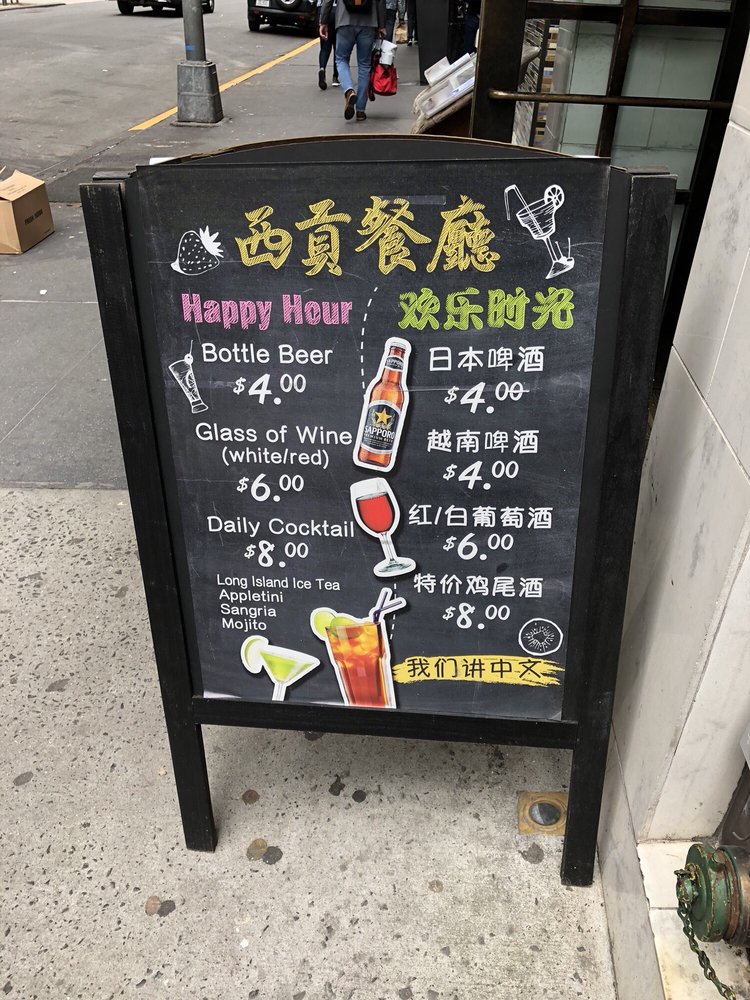 西貢餐廳
Happy Hour
Bottle Beer
$4.00
Glass of Wine
(white/red)
$6.00
Daily Cocktail
$8.00
Long Island Ice Tea
Appletini
Sangria
Mojito
欢乐时光
日本啤酒
$4.00
越南啤酒
$4.00
红/白葡萄酒
$6.00
特价鸡尾酒
$8.00
我们讲中文
SAPPORO
SAPPORO
PREMIUM BEER